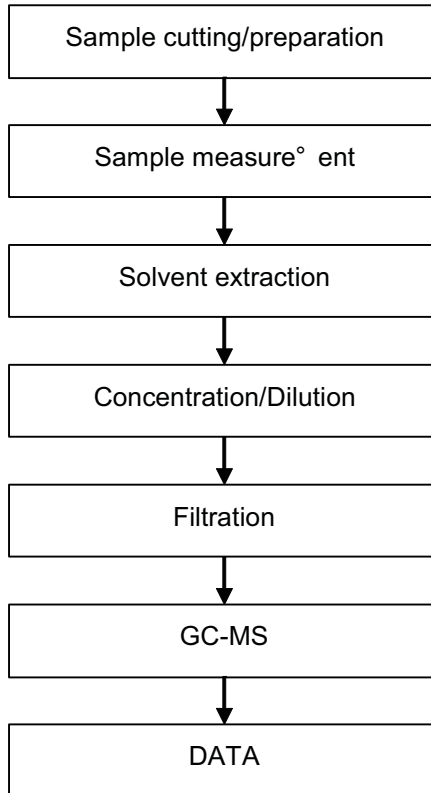 Sample cutting/preparation
Sample measure° ent
Solvent extraction
Concentration/Dilution
Filtration
GC-MS
DATA